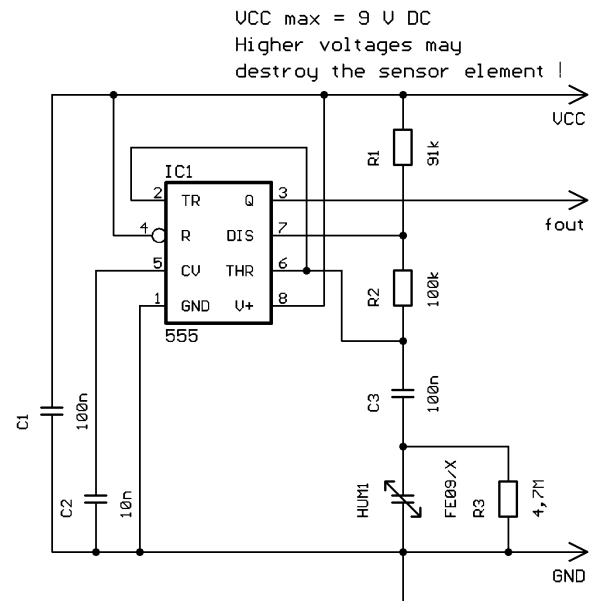 VCC max = 9 V DC
Higher voltages may
destroy the sensor element !
VCC
R1
91k
IC1
2
TR
Q
3
fout
4
R
DIS
7
5
CV
THR
6
R2
100k
1
GND
V+
8
555
C1
100n
C3
100n
C2
10n
HUM1
FE09/X
R3
4,7M
GND